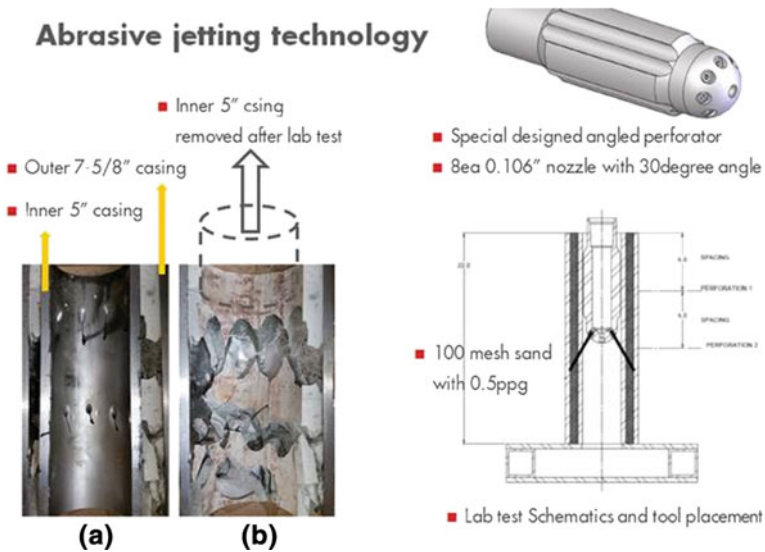 Abrasive jetting technology
Inner 5" csing
removed after lab test
Outer 7-5/8" casing
Inner 5" casing
(a)
(b)
Special designed angled perforator
8ea 0.106" nozzle with 30degree angle
SPACING
PERFORATION 1
SPACING
PERFORATION 2
100 mesh sand
with 0.5ppg
Lab test Schematics and tool placement